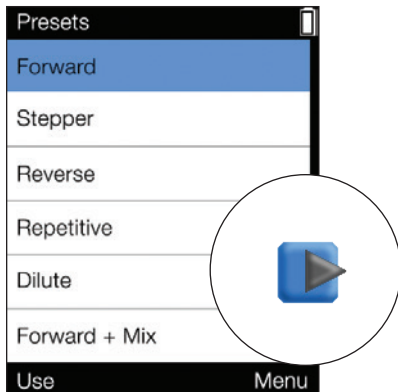 Presets
Forward
Stepper
Reverse
Repetitive
Dilute
Forward + Mix
Use Menu